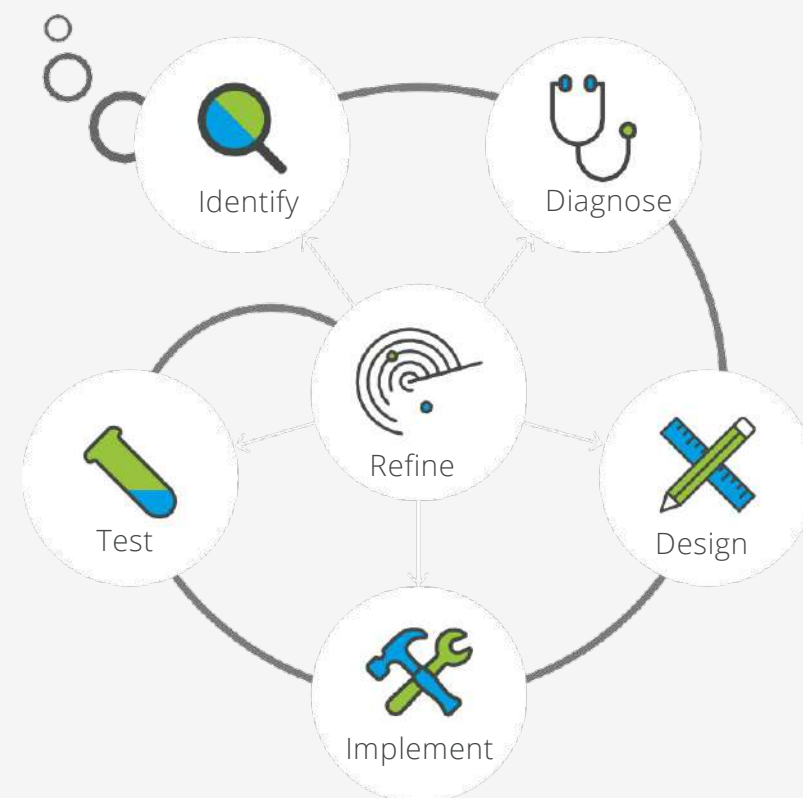 Identify
Diagnose
Refine
Test
Design
Implement